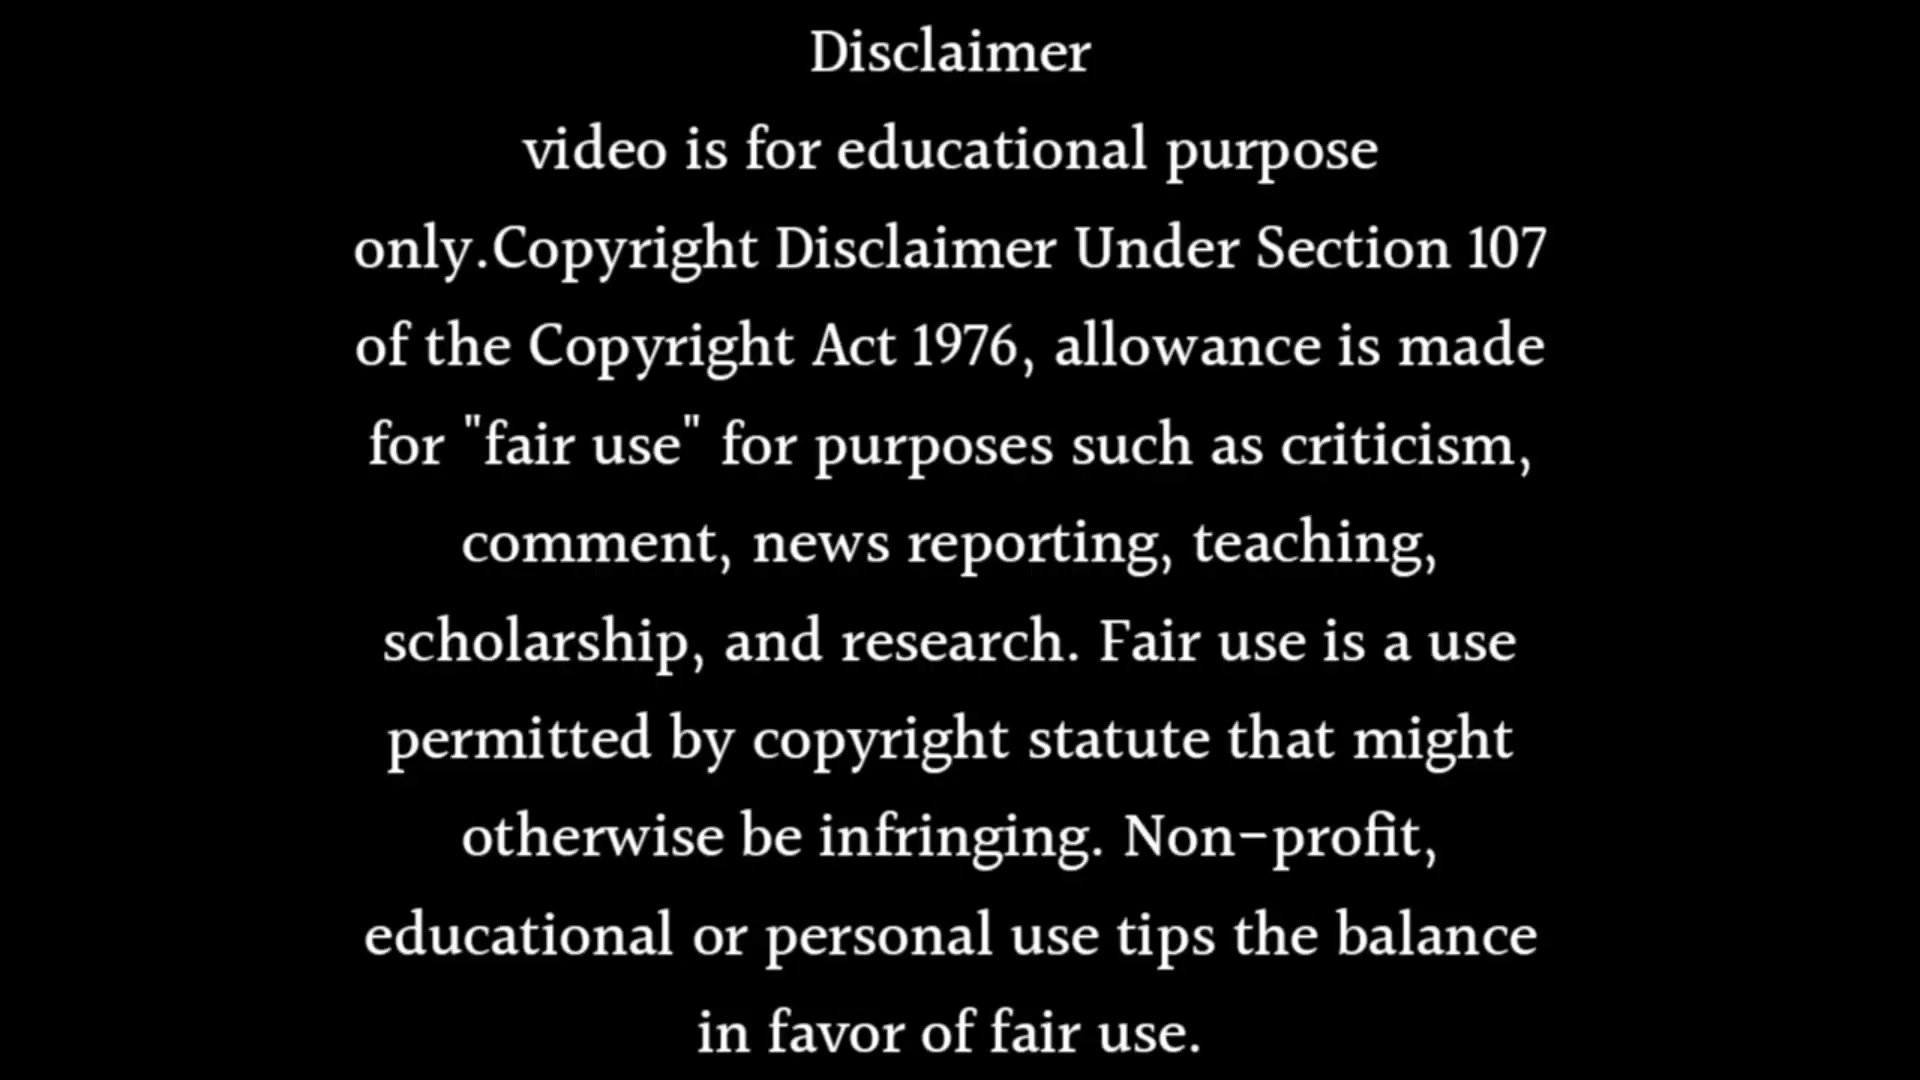 Disclaimer
video is for educational purpose
only.Copyright Disclaimer Under Section 107
of the Copyright Act 1976, allowance is made
for "fair use" for purposes such as criticism,
comment, news reporting, teaching,
scholarship, and research. Fair use is a use
permitted by copyright statute that might
otherwise be infringing. Non-profit,
educational or personal use tips the balance
in favor of fair use.